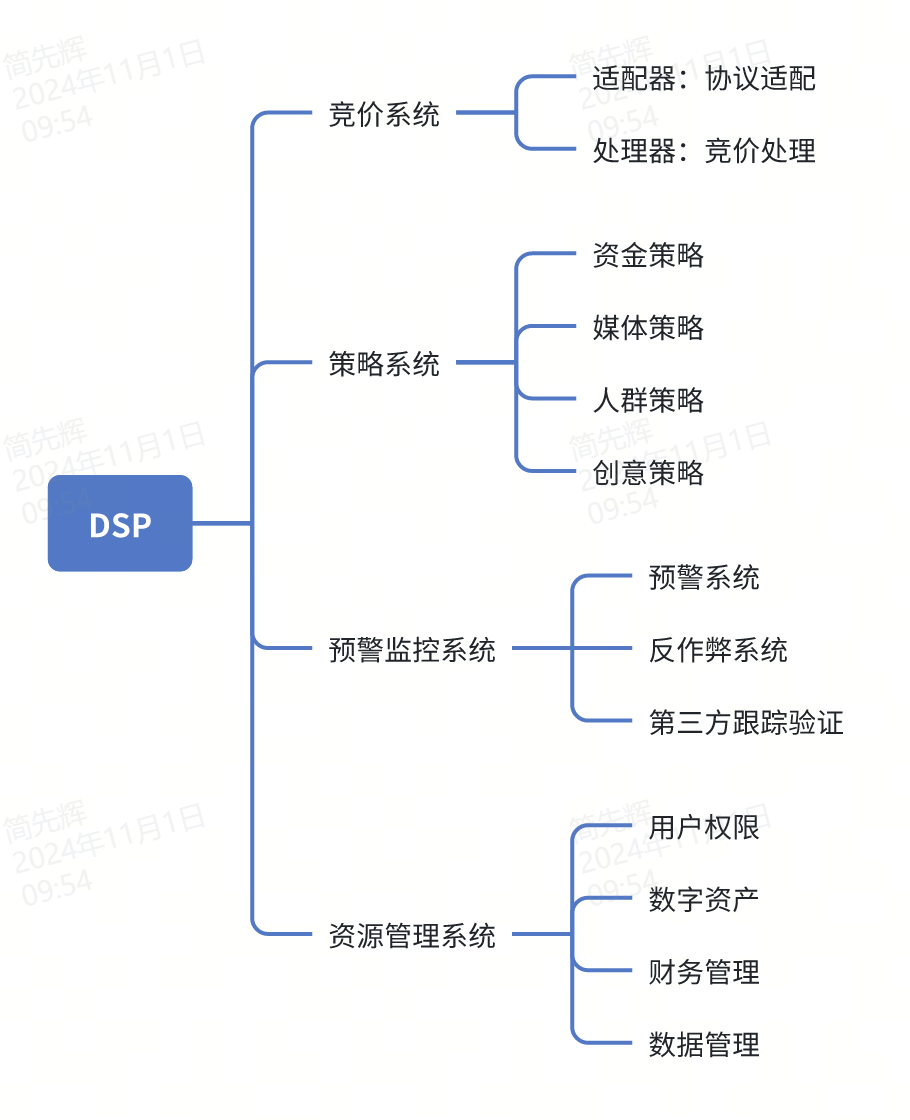 简先辉
2024年11月1日
09:54
简先辉
2024年11月1日
09:54
适配器：协议适配
竞价系统
处理器：竞价处理
资金策略
媒体策略
策略系统
人群策略
创意策略
简先辉
2024年11月1日
09:54
简先辉
2024年11月1日
09:54
DSP
预警系统
预警监控系统
反作弊系统
第三方跟踪验证
简先辉
2024年11月1日
09:54
简先辉
2024年11月1日
09:54
用户权限
数字资产
资源管理系统
财务管理
数据管理